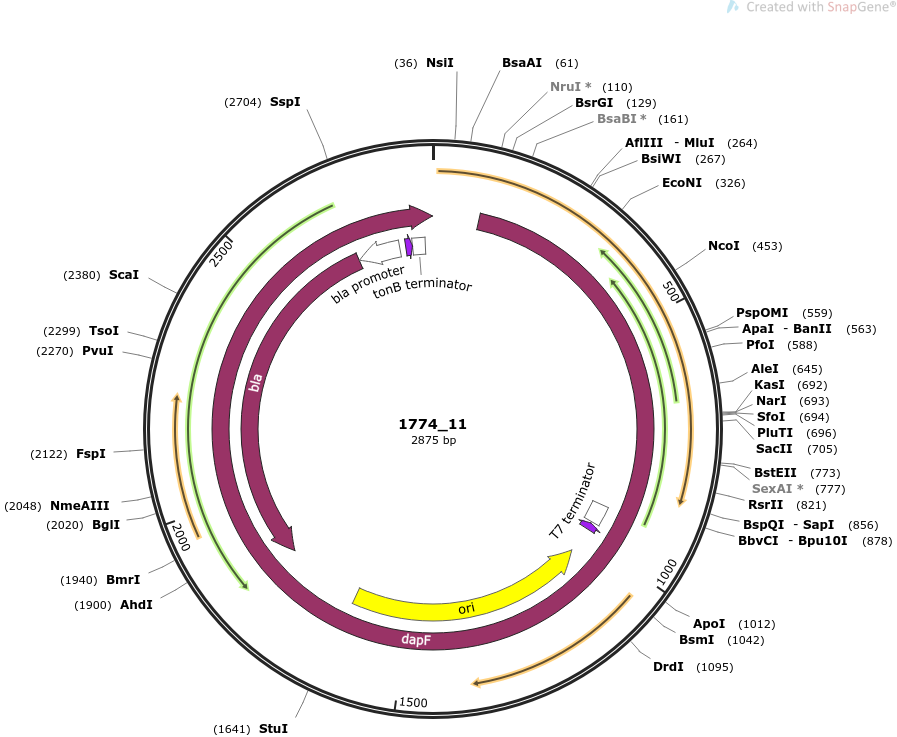 Created with SnapGene®
(36) NsiI
BsaAI (61)
NruI * (110)
BsrGI (129)
BsaBI * (161)
AflIII - MluI (264)
BsiWI (267)
EcoNI (326)
NcoI (453)
500
PspOMI (559)
ApaI - BanII (563)
PfoI (588)
AleI (645)
KasI (692)
NarI (693)
SfoI (694)
PluTI (696)
SacII (705)
BstEII (773)
SexAI * (777)
RsrII (821)
BspQI - SapI (856)
BbvCI - Bpu10I (878)
1000
ApoI (1012)
BsmI (1042)
DrdI (1095)
1500
(1641) StuI
(1900) AhdI
(1940) BmrI
2000
(2020) BglI
(2048) NmeAIII
(2122) FspI
(2270) PvuI
(2299) TsoI
(2380) ScaI
2500
(2704) SspI
bla promoter
tonB terminator
bla
1774_11
2875 bp
T7 terminator
ori
dapF